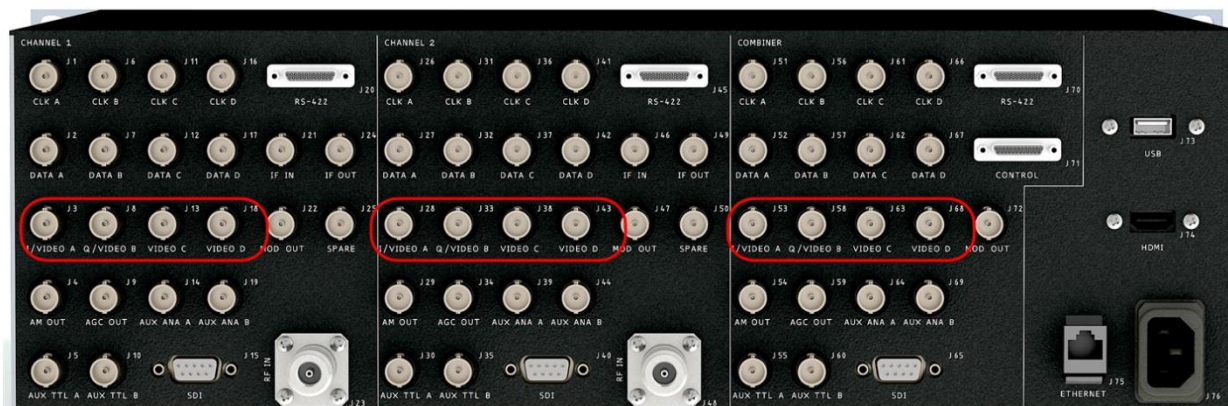 CHANNEL 1 CHANNEL 2 COMBINER
J1 J6 J11 J16 J26 J31 J36 J41 J51 J56 J61 J66
CLK A CLK B CLK C CLK D RS-422 J20 CLK A CLK B CLK C CLK D RS-422 J45 CLK A CLK B CLK C CLK D RS-422 J70
J2 J7 J12 J17 J21 J24 J27 J32 J37 J42 J46 J49 J52 J57 J62 J67
DATA A DATA B DATA C DATA D IF IN IF OUT DATA A DATA B DATA C DATA D IF IN IF OUT DATA A DATA B DATA C DATA D CONTROL J71
USB J73
J3 J8 J13 J18 J22 J25 J28 J33 J38 J43 J47 J50 J53 J58 J63 J68 J72
I/VIDEO A Q/VIDEO B VIDEO C VIDEO D MOD OUT SPARE I/VIDEO A Q/VIDEO B VIDEO C VIDEO D MOD OUT SPARE I/VIDEO A Q/VIDEO B VIDEO C VIDEO D MOD OUT
HDMI J74
J4 J9 J14 J19 J29 J34 J39 J44 J54 J59 J64 J69
AM OUT AGC OUT AUX ANA A AUX ANA B AM OUT AGC OUT AUX ANA A AUX ANA B AM OUT AGC OUT AUX ANA A AUX ANA B
J5 J10 J15 J30 J35 J40 J55 J60 J65
AUX TTL A AUX TTL B SDI RF IN J23 AUX TTL A AUX TTL B SDI RF IN J48 AUX TTL A AUX TTL B SDI
ETHERNET J75 J76